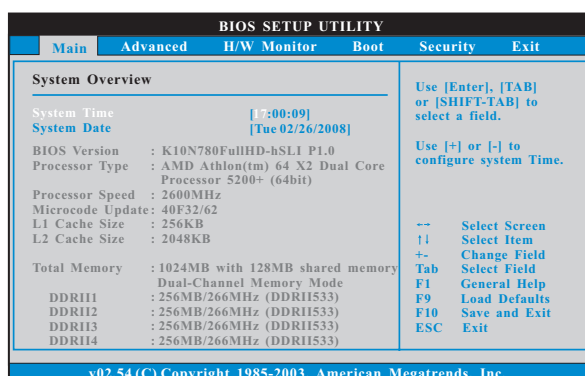 BIOS SETUP UTILITY
Main Advanced H/W Monitor Boot Security Exit
System Overview
System Time [17:00:09]
System Date [Tue 02/26/2008]
BIOS Version : K10N780FullHD-hSLI P1.0
Processor Type : AMD Athlon(tm) 64 X2 Dual Core
Processor 5200+ (64bit)
Processor Speed : 2600MHz
Microcode Update : 40F32/62
L1 Cache Size : 256KB
L2 Cache Size : 2048KB
Total Memory : 1024MB with 128MB shared memory
Dual-Channel Memory Mode
DDRII1 : 256MB/266MHz (DDRII533)
DDRII2 : 256MB/266MHz (DDRII533)
DDRII3 : 256MB/266MHz (DDRII533)
DDRII4 : 256MB/266MHz (DDRII533)
Use [Enter], [TAB]
or [SHIFT-TAB] to
select a field.
Use [+] or [-] to
configure system Time.
←→ Select Screen
↑↓ Select Item
+- Change Field
Tab Select Field
F1 General Help
F9 Load Defaults
F10 Save and Exit
ESC Exit
v02.54 (C) Copyright 1985-2003, American Megatrends, Inc.